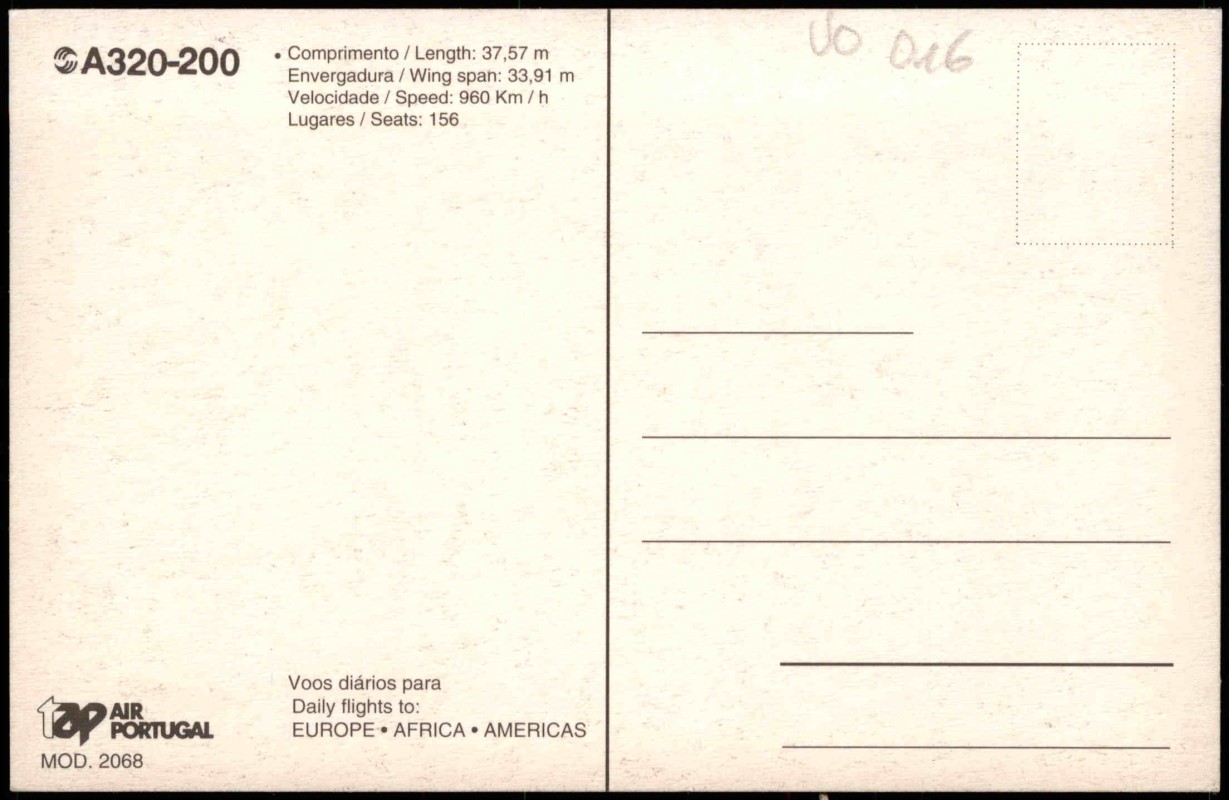 A320-200
• Comprimento / Length: 37,57 m
Envergadura / Wing span: 33,91 m
Velocidade / Speed: 960 Km / h
Lugares / Seats: 156
016
Voos diários para
Daily flights to:
EUROPE • AFRICA • AMERICAS
tap AIR
PORTUGAL
MOD. 2068